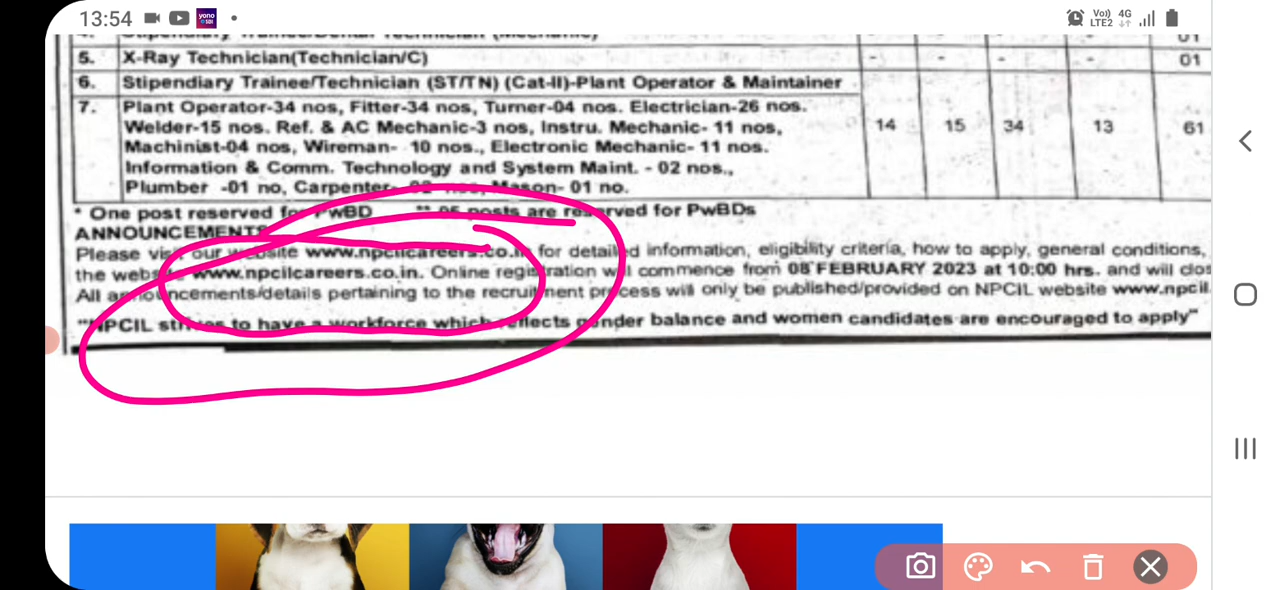 13:54 yono SBI Vo) LTE2 4G
5. X-Ray Technician(Technician/C) - - - - 01
6. Stipendiary Trainee/Technician (ST/TN) (Cat-II)-Plant Operator & Maintainer
7. Plant Operator-34 nos, Fitter-34 nos, Turner-04 nos. Electrician-26 nos.
Welder-15 nos. Ref. & AC Mechanic-3 nos, Instru. Mechanic- 11 nos, 14 15 34 13 61
Machinist-04 nos, Wireman- 10 nos., Electronic Mechanic- 11 nos.
Information & Comm. Technology and System Maint. - 02 nos.,
Plumber -01 no, Carpenter- nos, Mason- 01 no.
* One post reserved for PwBD ** 05 posts are reserved for PwBDs
ANNOUNCEMENTS
Please visit our website www.npcilcareers.co.in for detailed information, eligibility criteria, how to apply, general conditions,
the website www.npcilcareers.co.in. Online registration will commence from 08 FEBRUARY 2023 at 10:00 hrs. and will clos
All announcements/details pertaining to the recruitment process will only be published/provided on NPCIL website www.npcil
"NPCIL strives to have a workforce which reflects gender balance and women candidates are encouraged to apply"